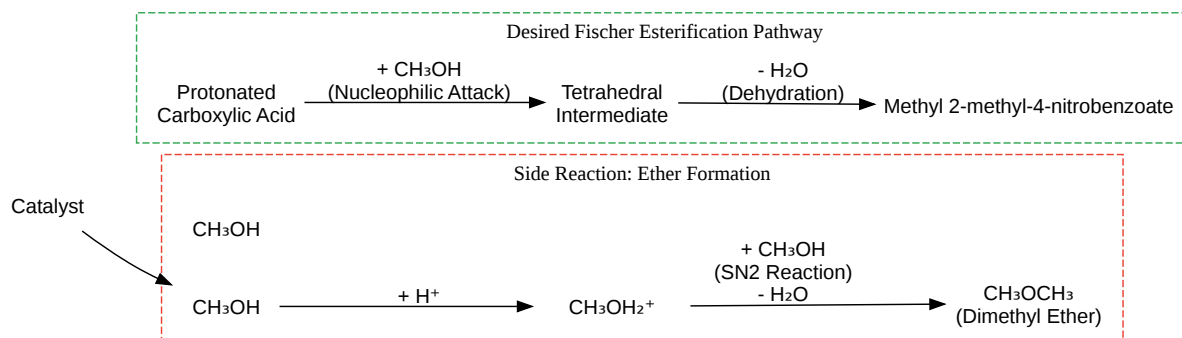 Desired Fischer Esterification Pathway
Protonated
Carboxylic Acid
+ CH₃OH
(Nucleophilic Attack)
Tetrahedral
Intermediate
- H₂O
(Dehydration)
Methyl 2-methyl-4-nitrobenzoate
Side Reaction: Ether Formation
Catalyst
CH₃OH
CH₃OH
+ H⁺
CH₃OH₂⁺
+ CH₃OH
(SN2 Reaction)
- H₂O
CH₃OCH₃
(Dimethyl Ether)